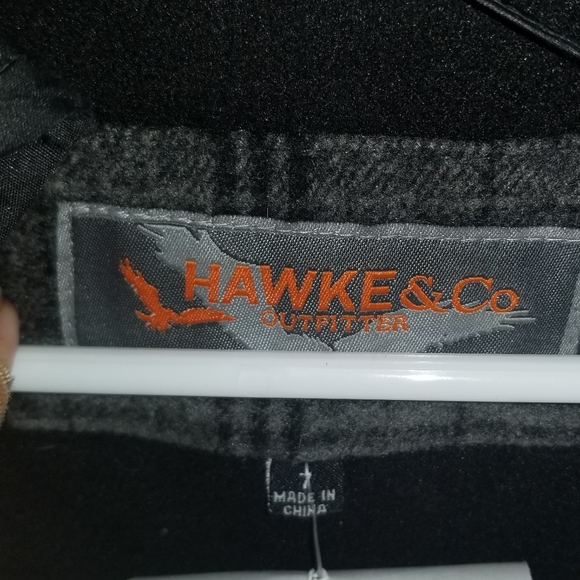 HAWKE & Co
OUTFITTER
7
MADE IN
CHINA